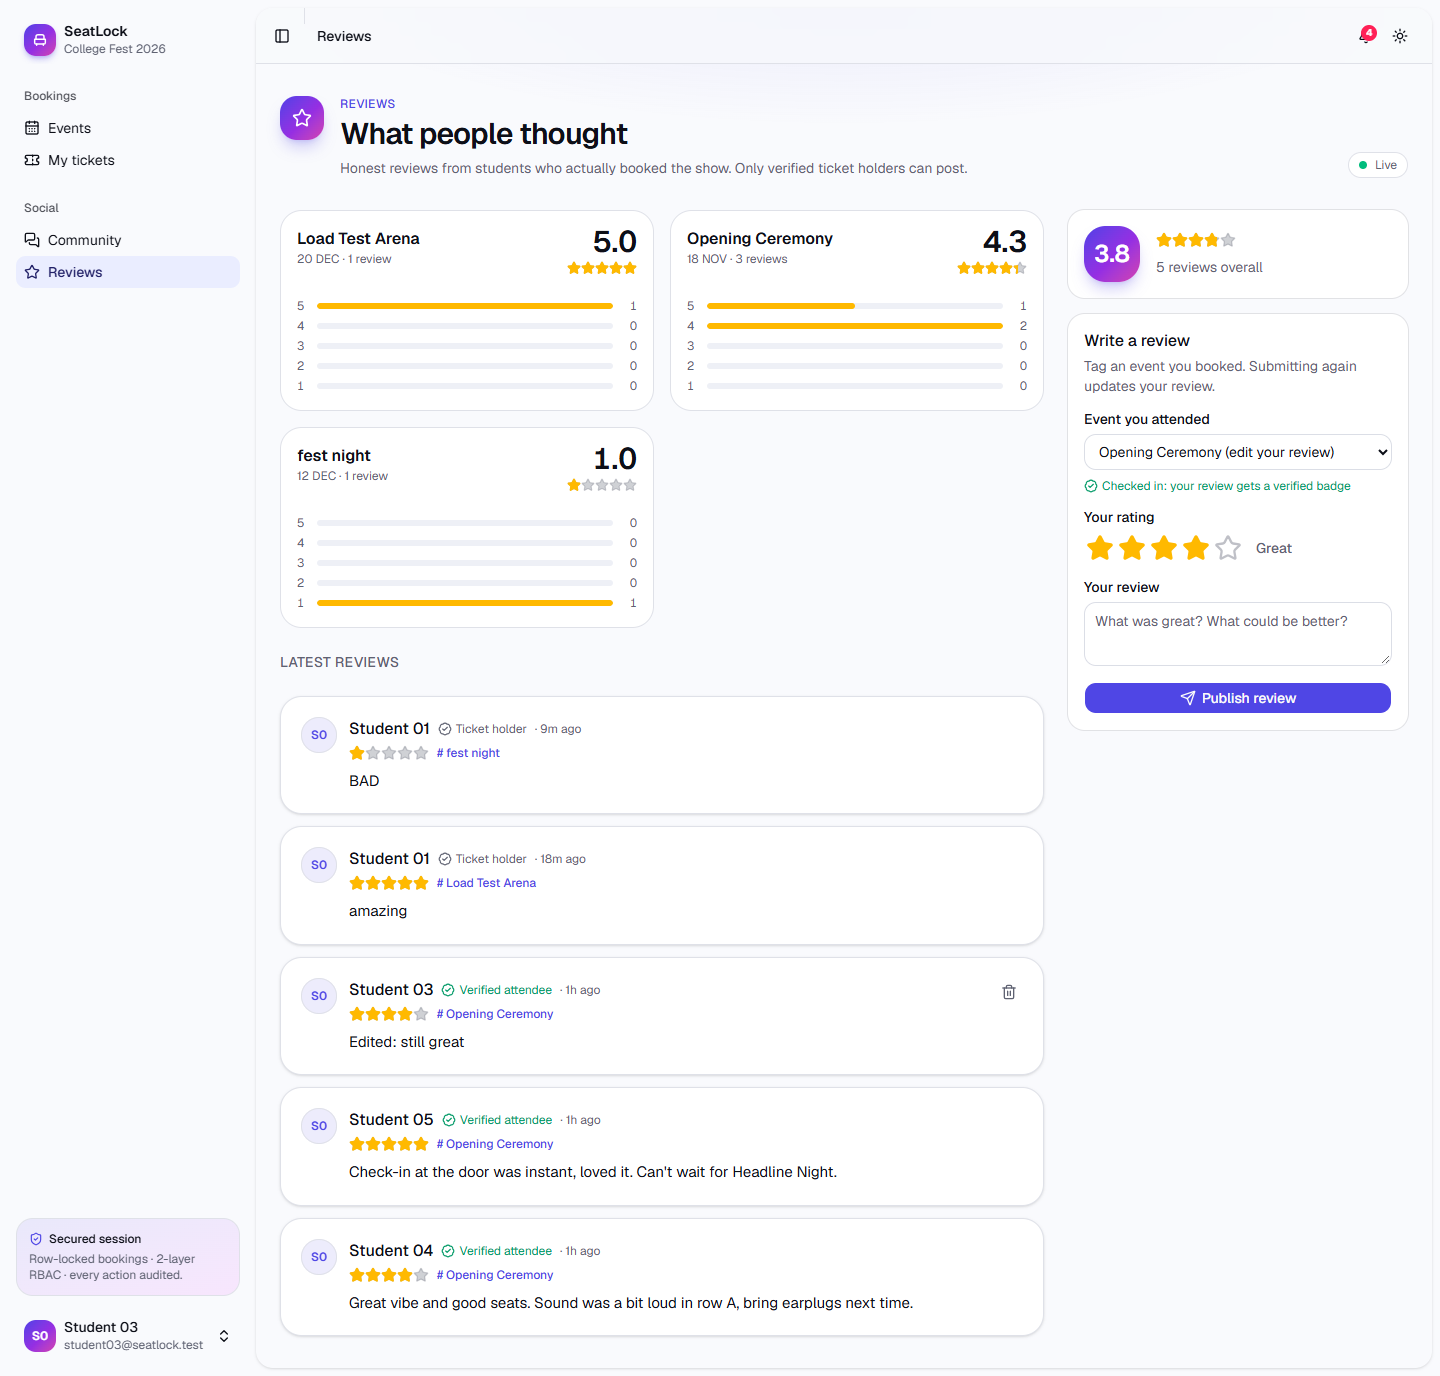 SeatLock
College Fest 2026
Bookings
Events
My tickets
Social
Community
Reviews
Secured session
Row-locked bookings · 2-layer
RBAC · every action audited.
S0
Student 03
student03@seatlock.test
Reviews
4
REVIEWS
What people thought
Honest reviews from students who actually booked the show. Only verified ticket holders can post.
Live
Load Test Arena
5.0
20 DEC · 1 review
5 1
4 0
3 0
2 0
1 0
Opening Ceremony
4.3
18 NOV · 3 reviews
5 1
4 2
3 0
2 0
1 0
fest night
1.0
12 DEC · 1 review
5 0
4 0
3 0
2 0
1 1
LATEST REVIEWS
S0
Student 01 Ticket holder · 9m ago
# fest night
BAD
S0
Student 01 Ticket holder · 18m ago
# Load Test Arena
amazing
S0
Student 03 Verified attendee · 1h ago
# Opening Ceremony
Edited: still great
S0
Student 05 Verified attendee · 1h ago
# Opening Ceremony
Check-in at the door was instant, loved it. Can't wait for Headline Night.
S0
Student 04 Verified attendee · 1h ago
# Opening Ceremony
Great vibe and good seats. Sound was a bit loud in row A, bring earplugs next time.
3.8
5 reviews overall
Write a review
Tag an event you booked. Submitting again
updates your review.
Event you attended
Opening Ceremony (edit your review)
Checked in: your review gets a verified badge
Your rating
Great
Your review
What was great? What could be better?
Publish review